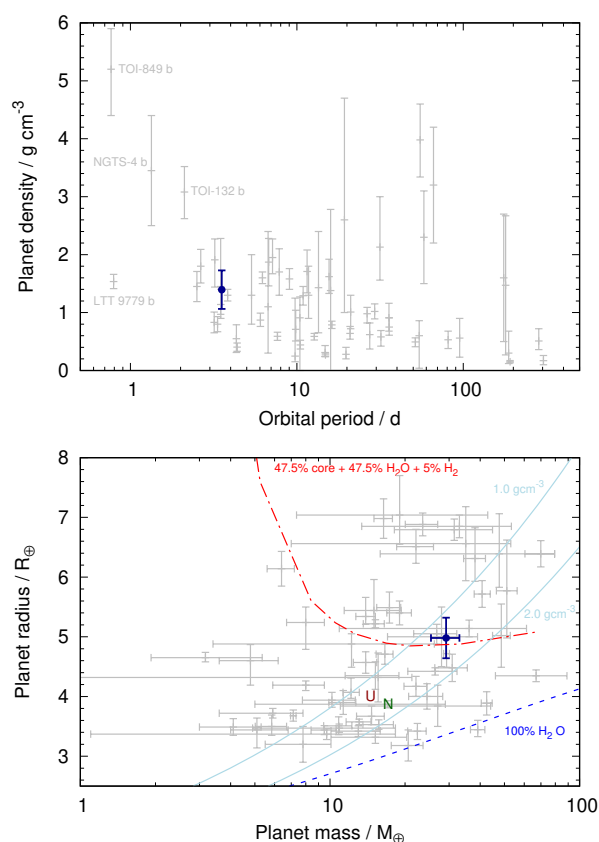 6
5
4
3
2
1
0
TOI-849 b
NGTS-4 b
TOI-132 b
LTT 9779 b
Planet density / g cm⁻³
1
10
100
Orbital period / d
8
7
6
5
4
3
47.5% core + 47.5% H₂O + 5% H₂
1.0 gcm⁻³
2.0 gcm⁻³
U
N
100% H₂ O
Planet radius / R⊕
1
10
100
Planet mass / M⊕